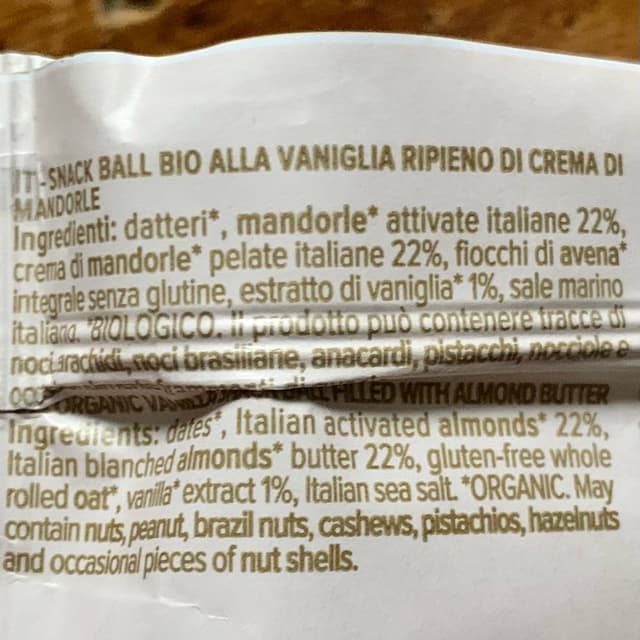 IT - SNACK BALL BIO ALLA VANIGLIA RIPIENO DI CREMA DI
MANDORLE
Ingredienti: datteri*, mandorle* attivate italiane 22%,
crema di mandorle* pelate italiane 22%, fiocchi di avena*
integrale senza glutine, estratto di vaniglia* 1%, sale marino
italiano. *BIOLOGICO. Il prodotto può contenere tracce di
noci, arachidi, noci brasiliane, anacardi, pistacchi, nocciole e
ORGANIC FILLED WITH ALMOND BUTTER
Ingredients: dates*, Italian activated almonds* 22%,
Italian blanched almonds* butter 22%, gluten-free whole
rolled oat*, vanilla* extract 1%, Italian sea salt. *ORGANIC. May
contain nuts, peanut, brazil nuts, cashews, pistachios, hazelnuts
and occasional pieces of nut shells.